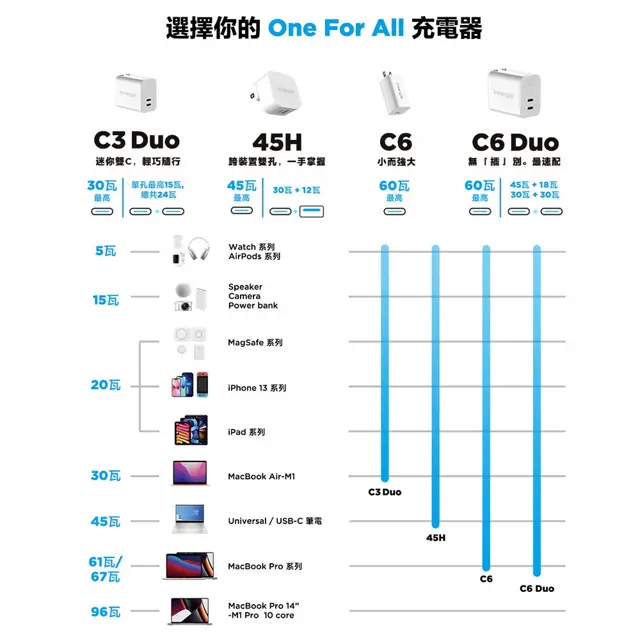 選擇你的 One For All 充電器
C3 Duo
迷你雙C，輕巧隨行
30瓦
最高
單孔最高15瓦,
總共24瓦
45H
跨裝置雙孔，一手掌握
45瓦
最高
30瓦 + 12瓦
C6
小而強大
60瓦
最高
C6 Duo
無「插」別。最速配
60瓦
最高
45瓦 + 18瓦
30瓦 + 30瓦
5瓦
Watch 系列
AirPods 系列
15瓦
Speaker
Camera
Power bank
MagSafe 系列
20瓦
iPhone 13 系列
iPad 系列
30瓦
MacBook Air-M1
C3 Duo
45瓦
Universal / USB-C 筆電
45H
61瓦/
67瓦
MacBook Pro 系列
C6
C6 Duo
96瓦
MacBook Pro 14”
-M1 Pro 10 core